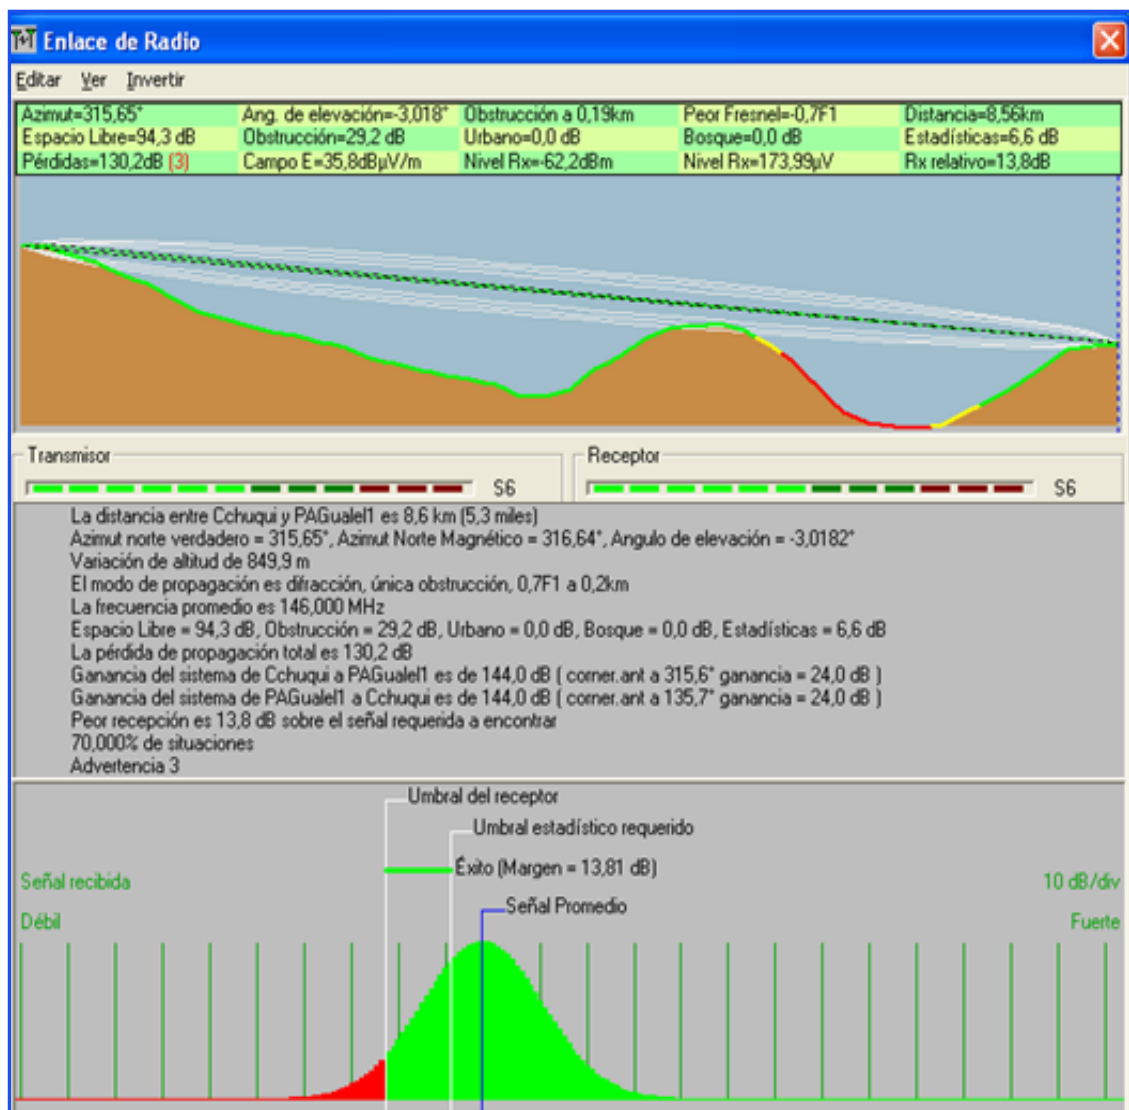 Enlace de Radio
Editar Ver Invertir
Azimut=315,65° Ang. de elevación=-3,018° Obstrucción a 0,19km Peor Fresnel=-0,7F1 Distancia=8,56km
Espacio Libre=94,3 dB Obstrucción=29,2 dB Urbano=0,0 dB Bosque=0,0 dB Estadísticas=6,6 dB
Pérdidas=130,2dB (3) Campo E=35,8dBµV/m Nivel Rx=-62,2dBm Nivel Rx=173,99µV Rx relativo=13,8dB
Transmisor Receptor
S6 S6
La distancia entre Cchuqui y PAGualel1 es 8,6 km (5,3 miles)
Azimut norte verdadero = 315,65°, Azimut Norte Magnético = 316,64°, Angulo de elevación = -3,0182°
Variación de altitud de 849,9 m
El modo de propagación es difracción, única obstrucción, 0,7F1 a 0,2km
La frecuencia promedio es 146,000 MHz
Espacio Libre = 94,3 dB, Obstrucción = 29,2 dB, Urbano = 0,0 dB, Bosque = 0,0 dB, Estadísticas = 6,6 dB
La pérdida de propagación total es 130,2 dB
Ganancia del sistema de Cchuqui a PAGualel1 es de 144,0 dB ( corner.ant a 315,6° ganancia = 24,0 dB )
Ganancia del sistema de PAGualel1 a Cchuqui es de 144,0 dB ( corner.ant a 135,7° ganancia = 24,0 dB )
Peor recepción es 13,8 dB sobre el señal requerida a encontrar
70,000% de situaciones
Advertencia 3
Umbral del receptor
Umbral estadístico requerido
Éxito (Margen = 13,81 dB)
Señal recibida 10 dB/div
Señal Promedio
Débil Fuerte